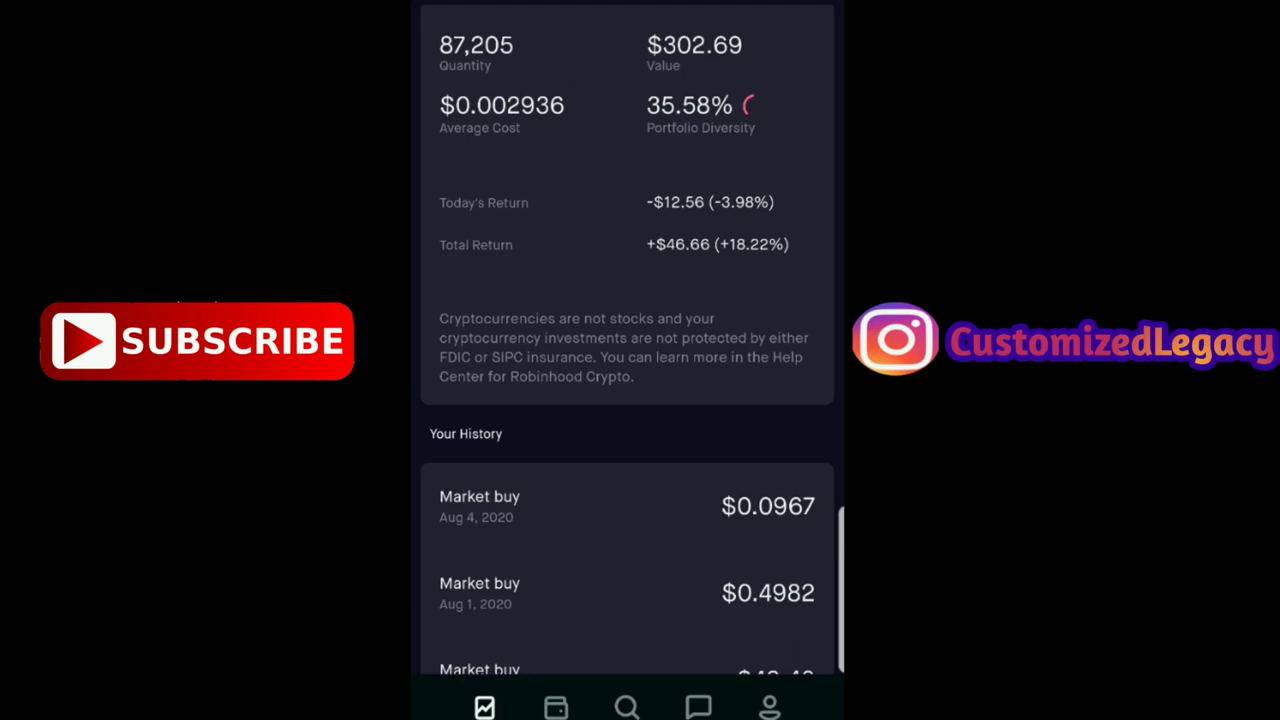 87,205
$302.69
Quantity
Value
$0.002936
35.58%
Average Cost
Portfolio Diversity
Today's Return
-$12.56 (-3.98%)
Total Return
+$46.66 (+18.22%)
SUBSCRIBE
CustomizedLegacy
Cryptocurrencies are not stocks and your
cryptocurrency investments are not protected by either
FDIC or SIPC insurance. You can learn more in the Help
Center for Robinhood Crypto.
Your History
Market buy
$0.0967
Aug 4, 2020
Market buy
$0.4982
Aug 1, 2020
Market buy